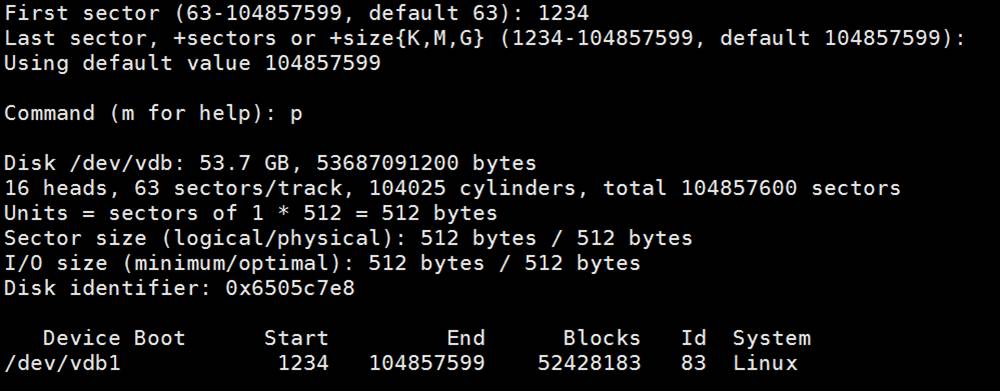 First sector (63-104857599, default 63): 1234
Last sector, +sectors or +size{K,M,G} (1234-104857599, default 104857599):
Using default value 104857599
Command (m for help): p
Disk /dev/vdb: 53.7 GB, 53687091200 bytes
16 heads, 63 sectors/track, 104025 cylinders, total 104857600 sectors
Units = sectors of 1 * 512 = 512 bytes
Sector size (logical/physical): 512 bytes / 512 bytes
I/O size (minimum/optimal): 512 bytes / 512 bytes
Disk identifier: 0x6505c7e8
Device Boot Start End Blocks Id System
/dev/vdb1 1234 104857599 52428183 83 Linux